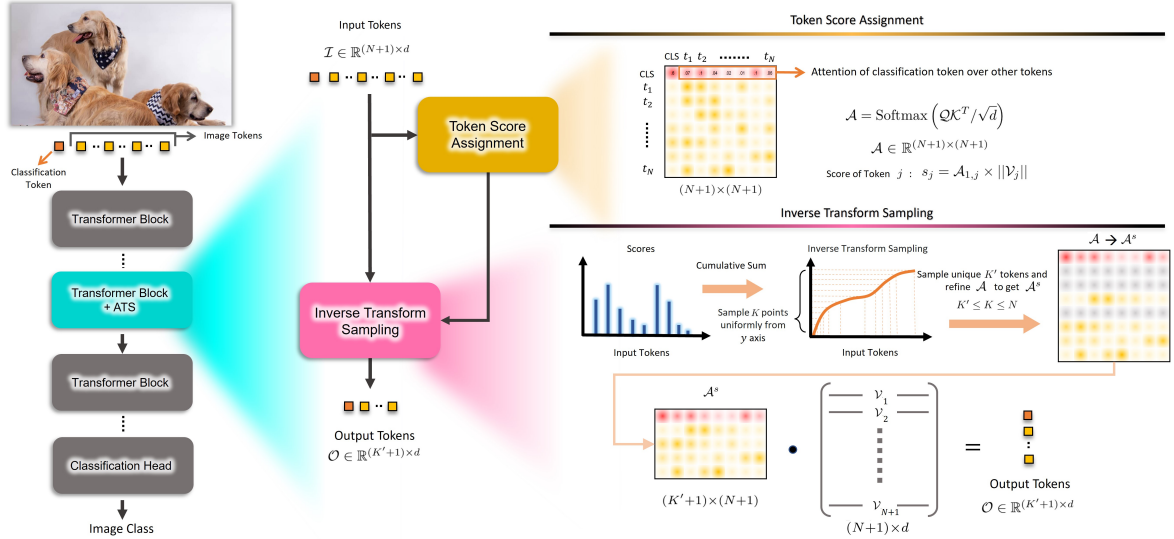 Image Tokens
Classification
Token
Transformer Block
Transformer Block
+ ATS
Transformer Block
Classification Head
Image Class
Input Tokens
ℐ ∈ ℝ^{(N+1)×d}
Token Score
Assignment
Inverse Transform
Sampling
Output Tokens
𝒪 ∈ ℝ^{(K′+1)×d}
Token Score Assignment
CLS t_1 t_2 ....... t_N
CLS
t_1
t_2
t_N
(N+1)×(N+1)
Attention of classification token over other tokens
𝒜 = Softmax (𝒬𝒦^T/√d)
𝒜 ∈ ℝ^{(N+1)×(N+1)}
Score of Token j : s_j = 𝒜_{1,j} × ||𝒱_j||
Inverse Transform Sampling
Scores
Input Tokens
Cumulative Sum
Sample K points
uniformly from
y axis
Inverse Transform Sampling
Input Tokens
Sample unique K′ tokens and
refine 𝒜 to get 𝒜^s
K′ ≤ K ≤ N
𝒜 → 𝒜^s
𝒜^s
(K′+1)×(N+1)
•
𝒱_1
𝒱_2
𝒱_{N+1}
(N+1)×d
=
Output Tokens
𝒪 ∈ ℝ^{(K′+1)×d}